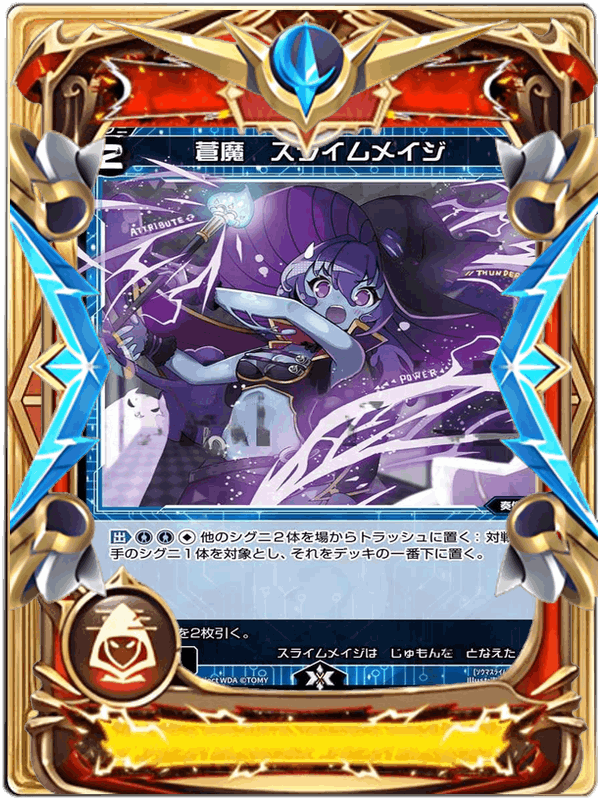 2
蒼魔 スライムメイジ
ATTRIBUTE
THUNDER
POWER
出 他のシグニ2体を場からトラッシュに置く:対戦
手のシグニ1体を対象とし、それをデッキの一番下に置く。
を2枚引く。
スライムメイジは じゅもんを となえた
ject WDA ©TOMY